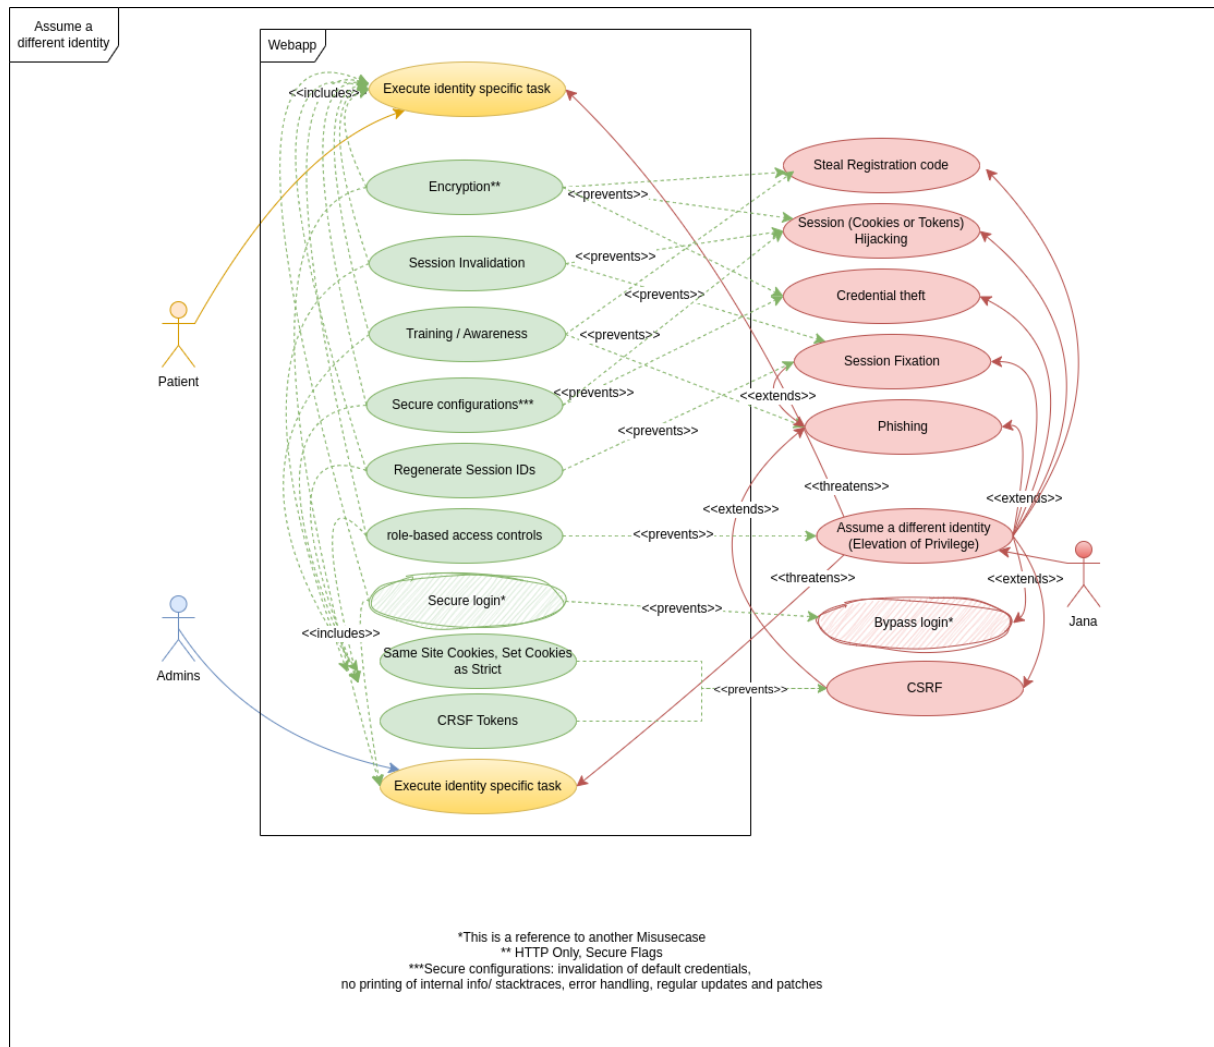 Assume a
different identity
Webapp
Execute identity specific task
<<includes>
Encryption**
<<prevents>>
Steal Registration code
Session (Cookies or Tokens)
Hijacking
Session Invalidation
<<prevents>>
<<prevents>>
Credential theft
Training / Awareness
<<prevents>>
Session Fixation
Patient
Secure configurations***
<<prevents>>
<<extends>>
Phishing
<<prevents>>
Regenerate Session IDs
<<threatens>>
<<extends>>
<<extends>>
role-based access controls
<<prevents>>
Assume a different identity
(Elevation of Privilege)
<<threatens>>
<<extends>>
Secure login*
<<prevents>>
Bypass login*
Jana
<<includes>>
Admins
Same Site Cookies, Set Cookies
as Strict
<<prevents>>
CSRF
CRSF Tokens
Execute identity specific task
*This is a reference to another Misusecase
** HTTP Only, Secure Flags
***Secure configurations: invalidation of default credentials,
no printing of internal info/ stacktraces, error handling, regular updates and patches